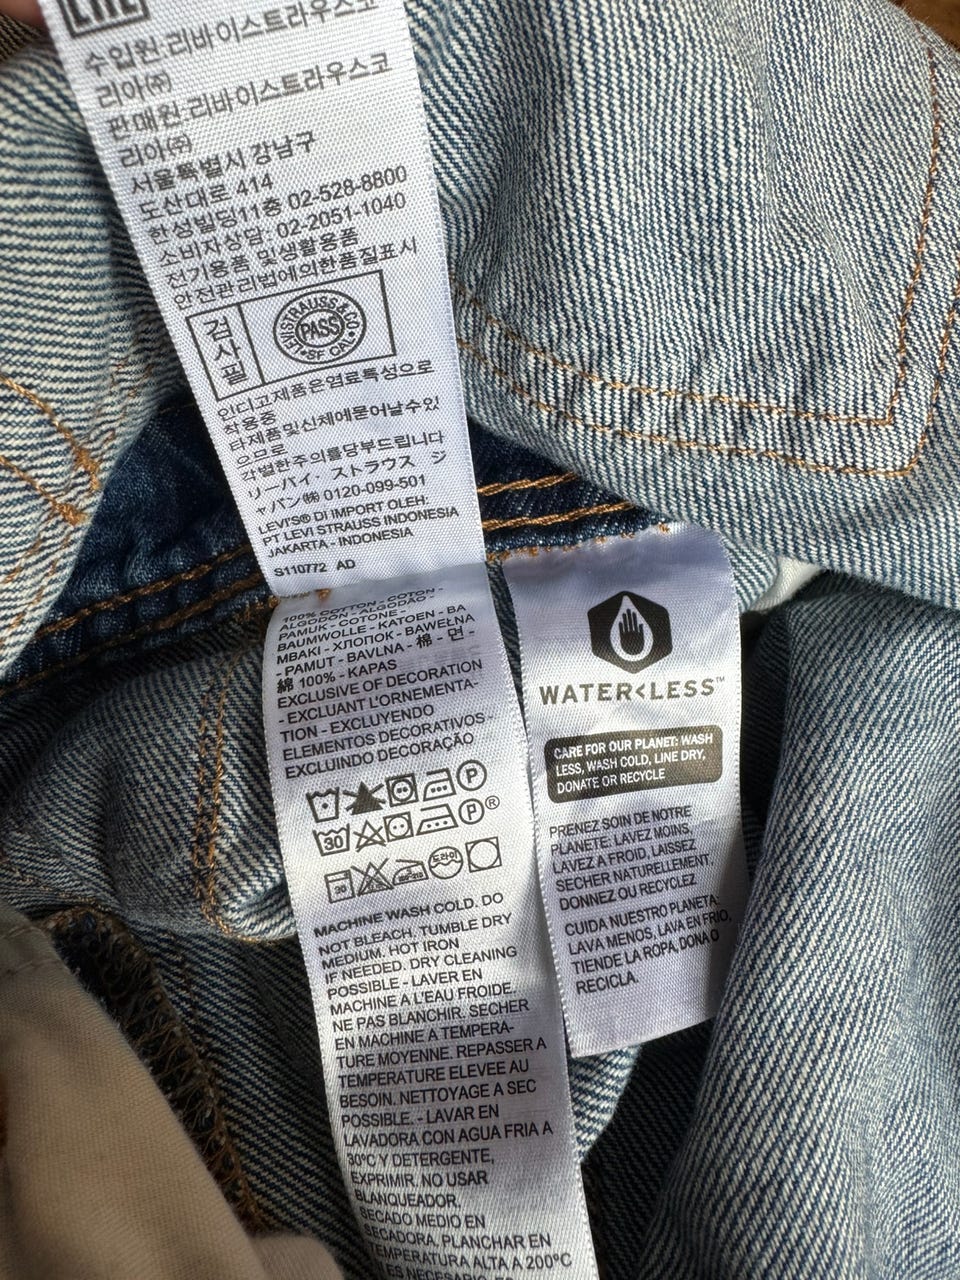 EAC
수입원:리바이스트라우스코
리아㈜
판매원:리바이스트라우스코
리아㈜
서울특별시 강남구
도산대로 414
한성빌딩11층 02-528-8800
소비자상담: 02-2051-1040
전기용품 및생활용품
안전관리법에의한품질표시
검사필
LEVI STRAUSS & CO.
PASS
SF CAL
인디고제품은염료특성으로
착용중
타제품및신체에묻어날수있
으므로
각별한주의를당부드립니다
リーバイ・ストラウス ジ
ャパン㈱ 0120-099-501
LEVI'S® DI IMPORT OLEH:
PT LEVI STRAUSS INDONESIA
JAKARTA - INDONESIA
S110772 AD
100% COTTON - COTON -
ALGODÓN - ALGODÃO -
PAMUK - COTONE -
BAUMWOLLE - KATOEN - BA
MBAKI - ХЛОПОК - BAWEŁNA
- PAMUT - BAVLNA - 棉 - 면 -
綿 100% - KAPAS
EXCLUSIVE OF DECORATION
- EXCLUANT L'ORNEMENTA-
TION - EXCLUYENDO
ELEMENTOS DECORATIVOS -
EXCLUINDO DECORAÇÃO
P
30 P®
30 드라이
MACHINE WASH COLD. DO
NOT BLEACH. TUMBLE DRY
MEDIUM. HOT IRON
IF NEEDED. DRY CLEANING
POSSIBLE - LAVER EN
MACHINE A L'EAU FROIDE.
NE PAS BLANCHIR. SECHER
EN MACHINE A TEMPERA-
TURE MOYENNE. REPASSER A
TEMPERATURE ELEVEE AU
BESOIN. NETTOYAGE A SEC
POSSIBLE. - LAVAR EN
LAVADORA CON AGUA FRIA A
30ºC Y DETERGENTE,
EXPRIMIR. NO USAR
BLANQUEADOR.
SECADO MEDIO EN
SECADORA. PLANCHAR EN
TEMPERATURA ALTA A 200ºC
ES NECESARIO.
WATER<LESS™
CARE FOR OUR PLANET: WASH
LESS, WASH COLD, LINE DRY,
DONATE OR RECYCLE
PRENEZ SOIN DE NOTRE
PLANETE: LAVEZ MOINS,
LAVEZ A FROID, LAISSEZ
SECHER NATURELLEMENT,
DONNEZ OU RECYCLEZ
CUIDA NUESTRO PLANETA:
LAVA MENOS, LAVA EN FRIO,
TIENDE LA ROPA, DONA O
RECICLA.